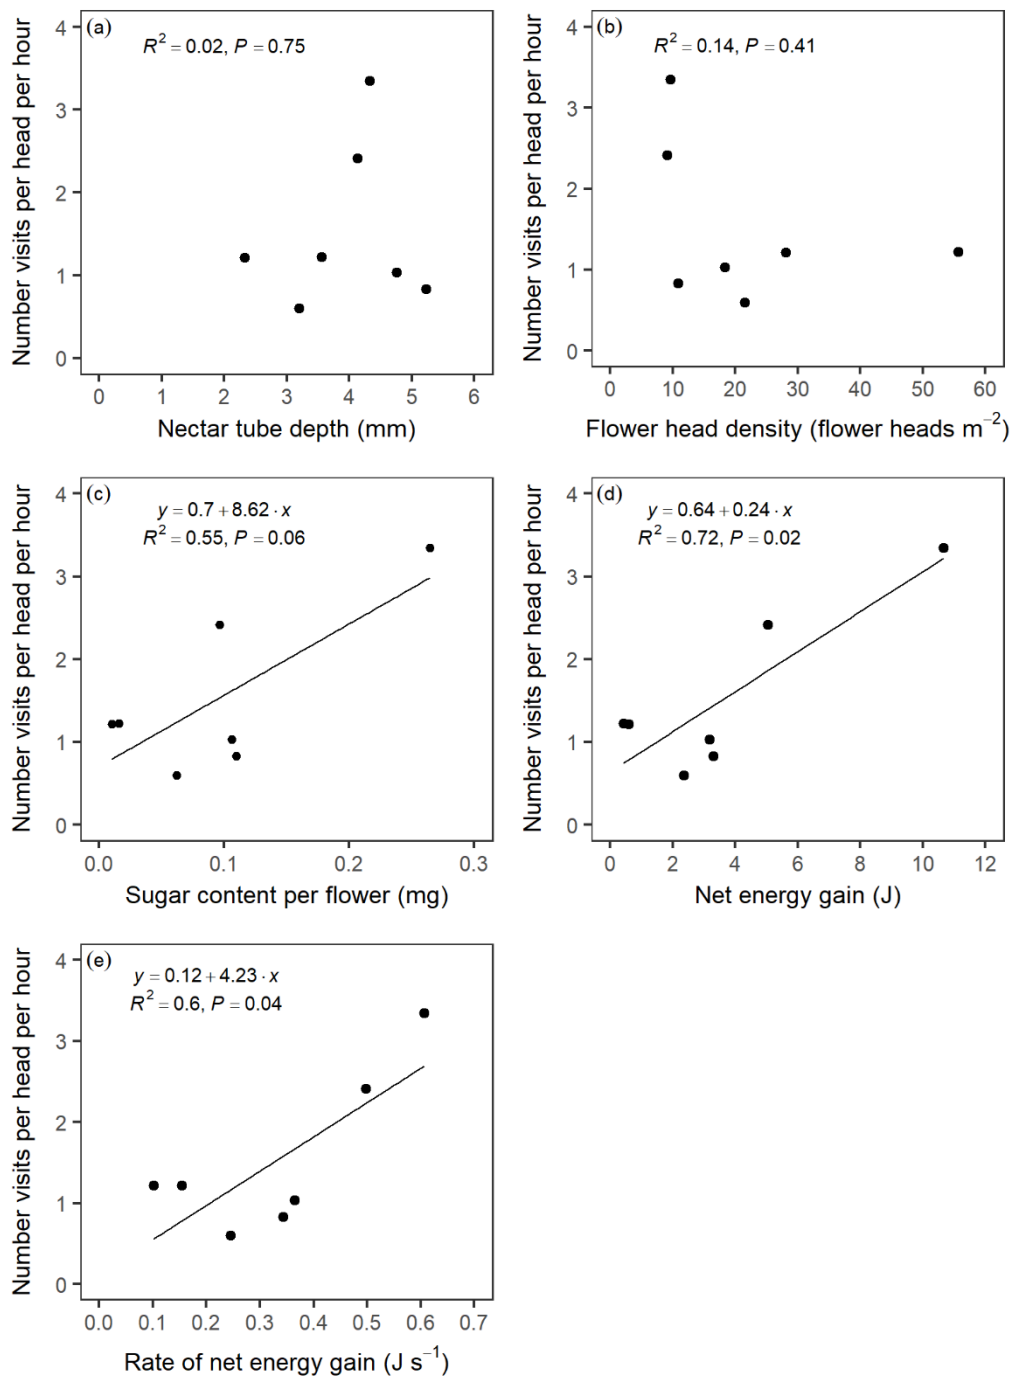 (a)
R² = 0.02, P = 0.75
Number visits per head per hour
4
3
2
1
0
0 1 2 3 4 5 6
Nectar tube depth (mm)
(b)
R² = 0.14, P = 0.41
Number visits per head per hour
4
3
2
1
0
0 10 20 30 40 50 60
Flower head density (flower heads m⁻²)
(c)
y = 0.7 + 8.62 · x
R² = 0.55, P = 0.06
Number visits per head per hour
4
3
2
1
0
0.0 0.1 0.2 0.3
Sugar content per flower (mg)
(d)
y = 0.64 + 0.24 · x
R² = 0.72, P = 0.02
Number visits per head per hour
4
3
2
1
0
0 2 4 6 8 10 12
Net energy gain (J)
(e)
y = 0.12 + 4.23 · x
R² = 0.6, P = 0.04
Number visits per head per hour
4
3
2
1
0
0.0 0.1 0.2 0.3 0.4 0.5 0.6 0.7
Rate of net energy gain (J s⁻¹)